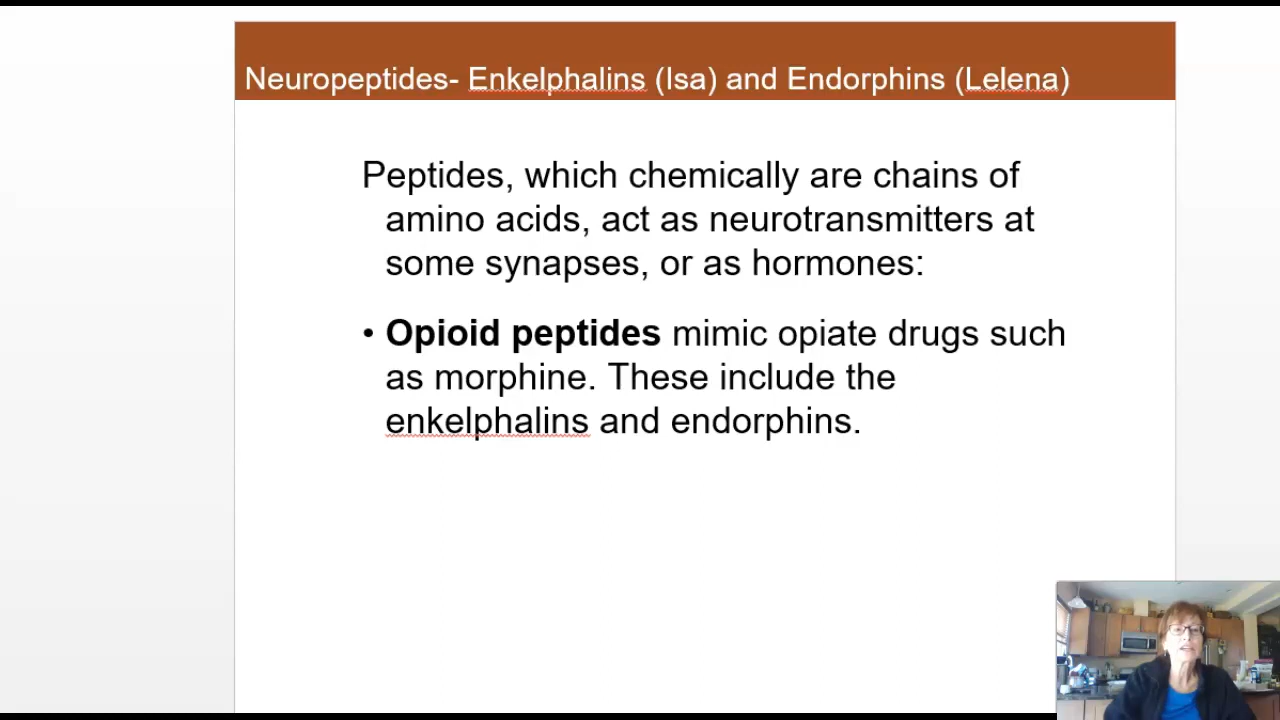 Neuropeptides- Enkelphalins (Isa) and Endorphins (Lelena)
Peptides, which chemically are chains of
amino acids, act as neurotransmitters at
some synapses, or as hormones:
• Opioid peptides mimic opiate drugs such
as morphine. These include the
enkelphalins and endorphins.